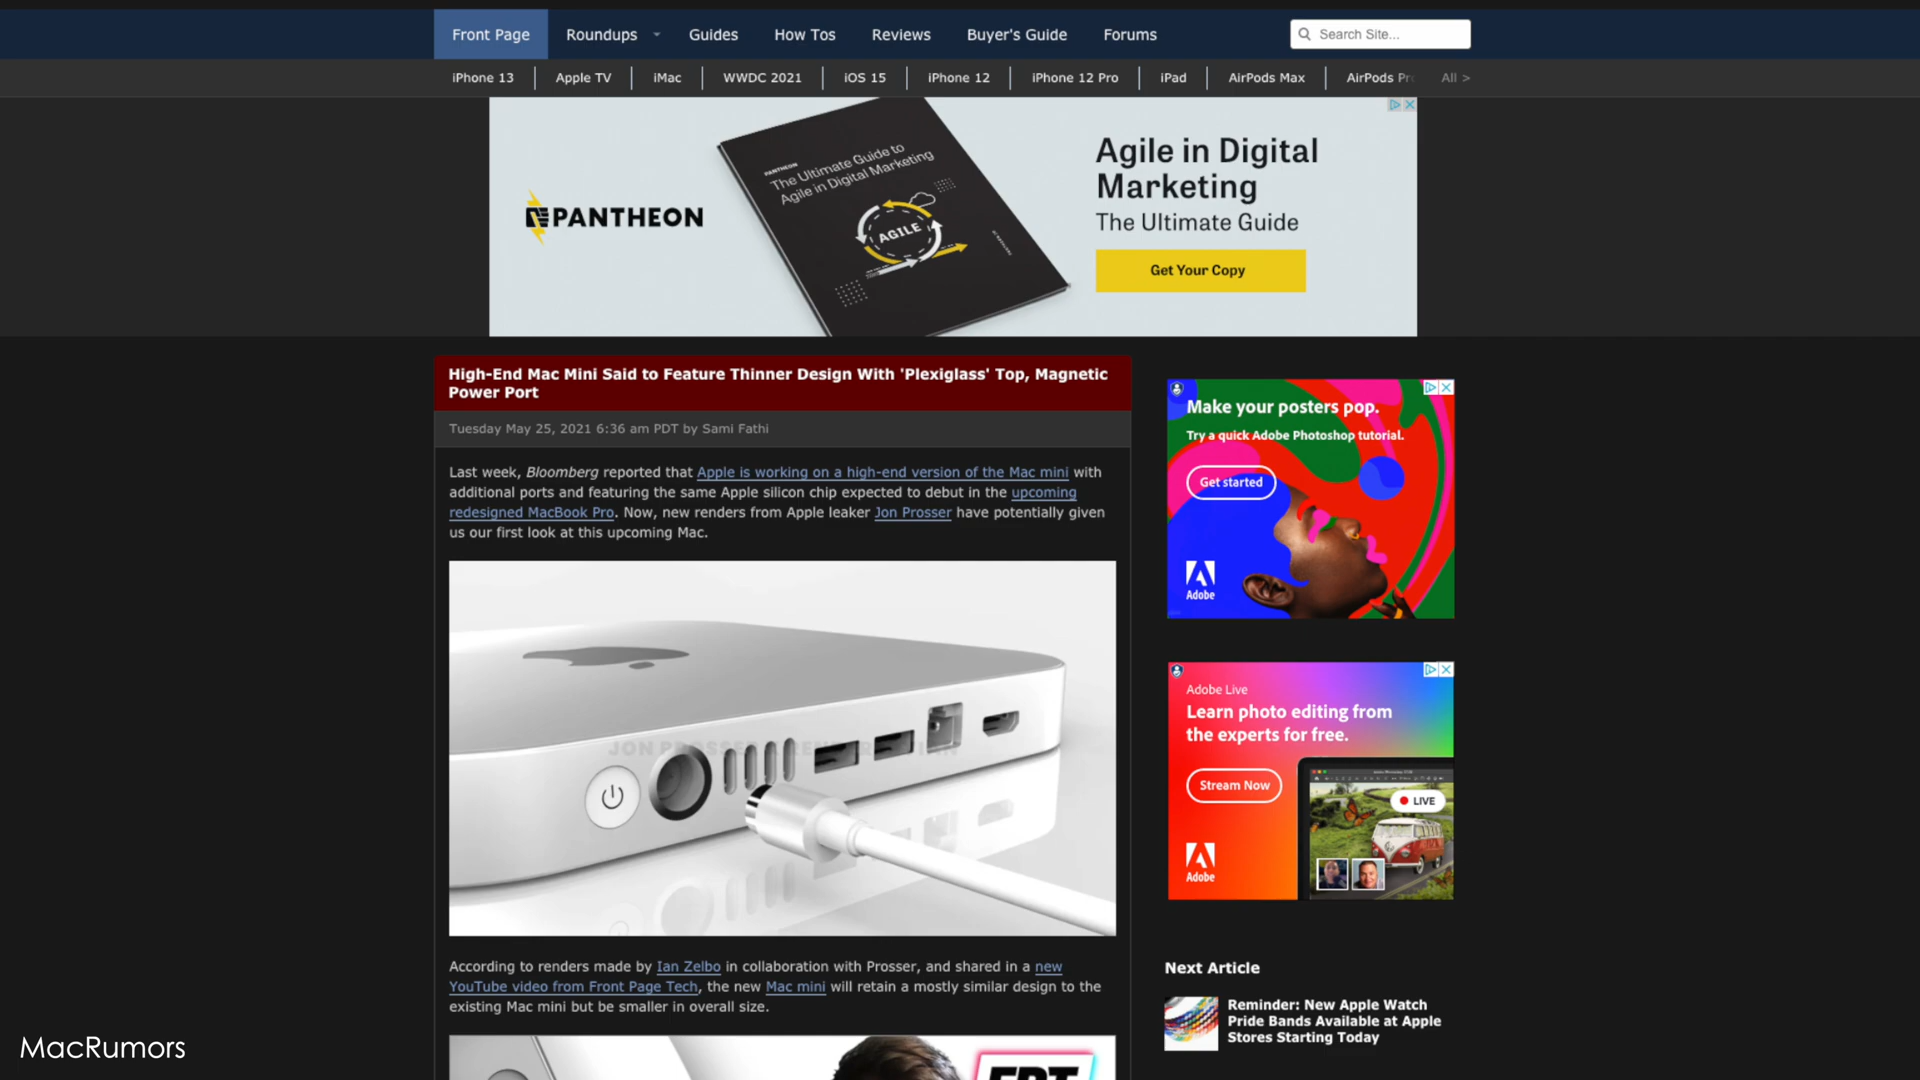 Front Page
Roundups
Guides
How Tos
Reviews
Buyer's Guide
Forums
Search Site...
iPhone 13
Apple TV
iMac
WWDC 2021
iOS 15
iPhone 12
iPhone 12 Pro
iPad
AirPods Max
AirPods Pr
All >
PANTHEON
PANTHEON
The Ultimate Guide to
Agile in Digital Marketing
AGILE
Agile in Digital
Marketing
The Ultimate Guide
Get Your Copy
High-End Mac Mini Said to Feature Thinner Design With 'Plexiglass' Top, Magnetic
Power Port
Tuesday May 25, 2021 6:36 am PDT by Sami Fathi
Last week, Bloomberg reported that Apple is working on a high-end version of the Mac mini with
additional ports and featuring the same Apple silicon chip expected to debut in the upcoming
redesigned MacBook Pro. Now, new renders from Apple leaker Jon Prosser have potentially given
us our first look at this upcoming Mac.
JON PROSSER
According to renders made by Ian Zelbo in collaboration with Prosser, and shared in a new
YouTube video from Front Page Tech, the new Mac mini will retain a mostly similar design to the
existing Mac mini but be smaller in overall size.
FPT
Make your posters pop.
Try a quick Adobe Photoshop tutorial.
Get started
Adobe
Adobe Live
Learn photo editing from
the experts for free.
Stream Now
LIVE
Adobe
Next Article
Reminder: New Apple Watch
Pride Bands Available at Apple
Stores Starting Today
MacRumors